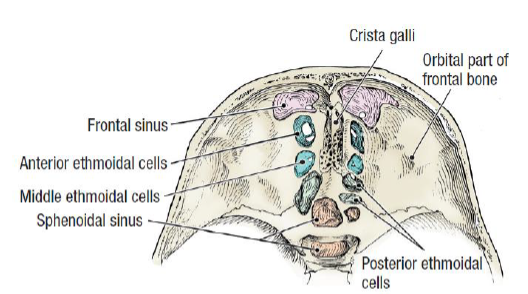 Crista galli
Orbital part of
frontal bone
Frontal sinus
Anterior ethmoidal cells
Middle ethmoidal cells
Sphenoidal sinus
Posterior ethmoidal
cells